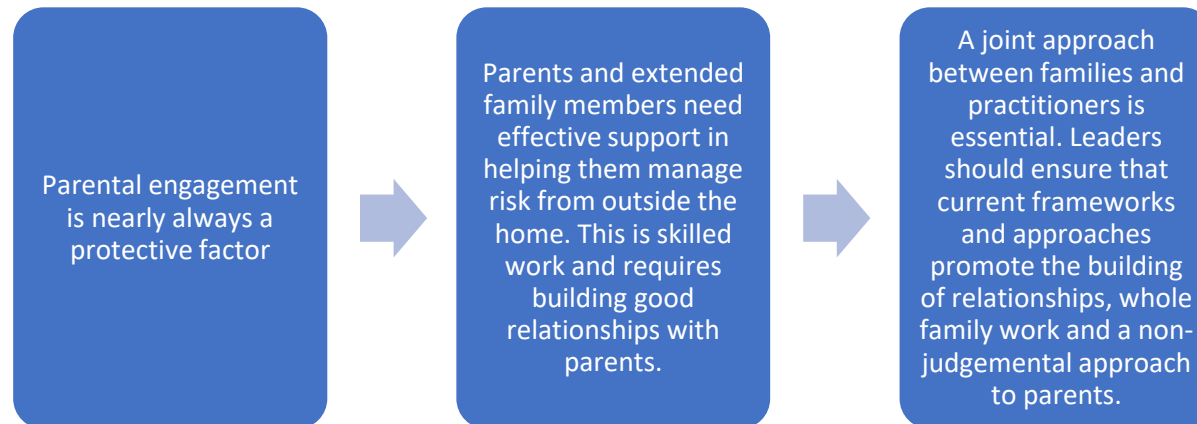 Parental engagement
is nearly always a
protective factor
Parents and extended
family members need
effective support in
helping them manage
risk from outside the
home. This is skilled
work and requires
building good
relationships with
parents.
A joint approach
between families and
practitioners is
essential. Leaders
should ensure that
current frameworks
and approaches
promote the building
of relationships, whole
family work and a non-
judgemental approach
to parents.